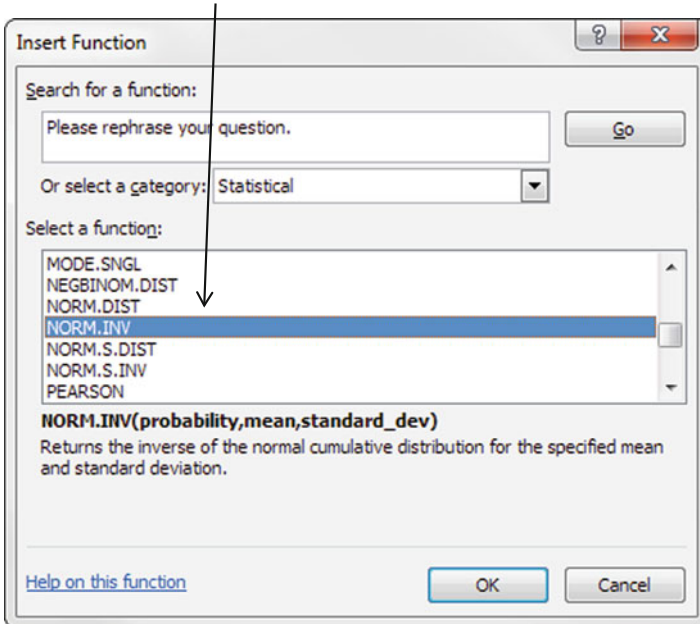 Insert Function
?
X
Search for a function:
Please rephrase your question.
Go
Or select a category: Statistical
Select a function:
MODE.SNGL
NEGBINOM.DIST
NORM.DIST
NORM.INV
NORM.S.DIST
NORM.S.INV
PEARSON
NORM.INV(probability,mean,standard_dev)
Returns the inverse of the normal cumulative distribution for the specified mean
and standard deviation.
Help on this function
OK
Cancel